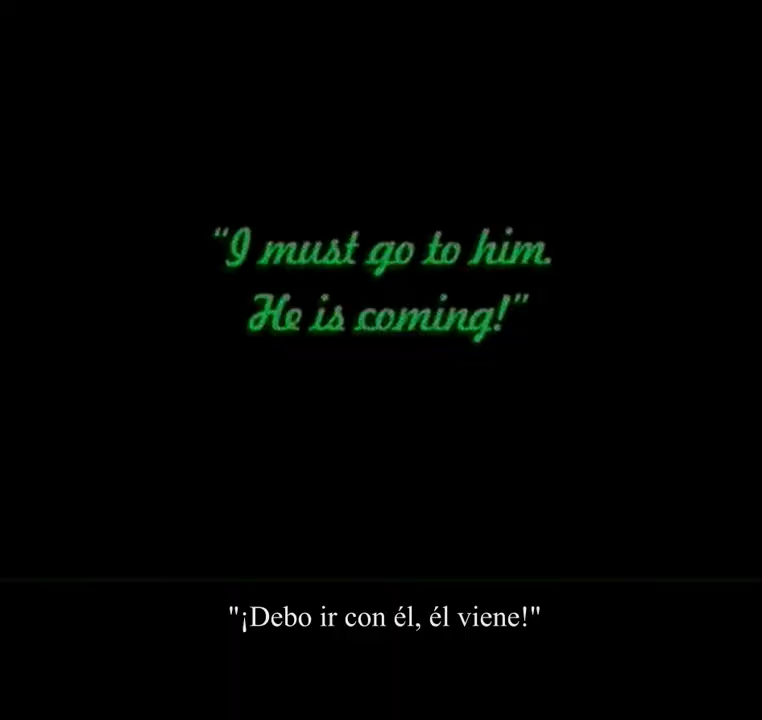 “I must go to him.
He is coming!”
"¡Debo ir con él, él viene!"